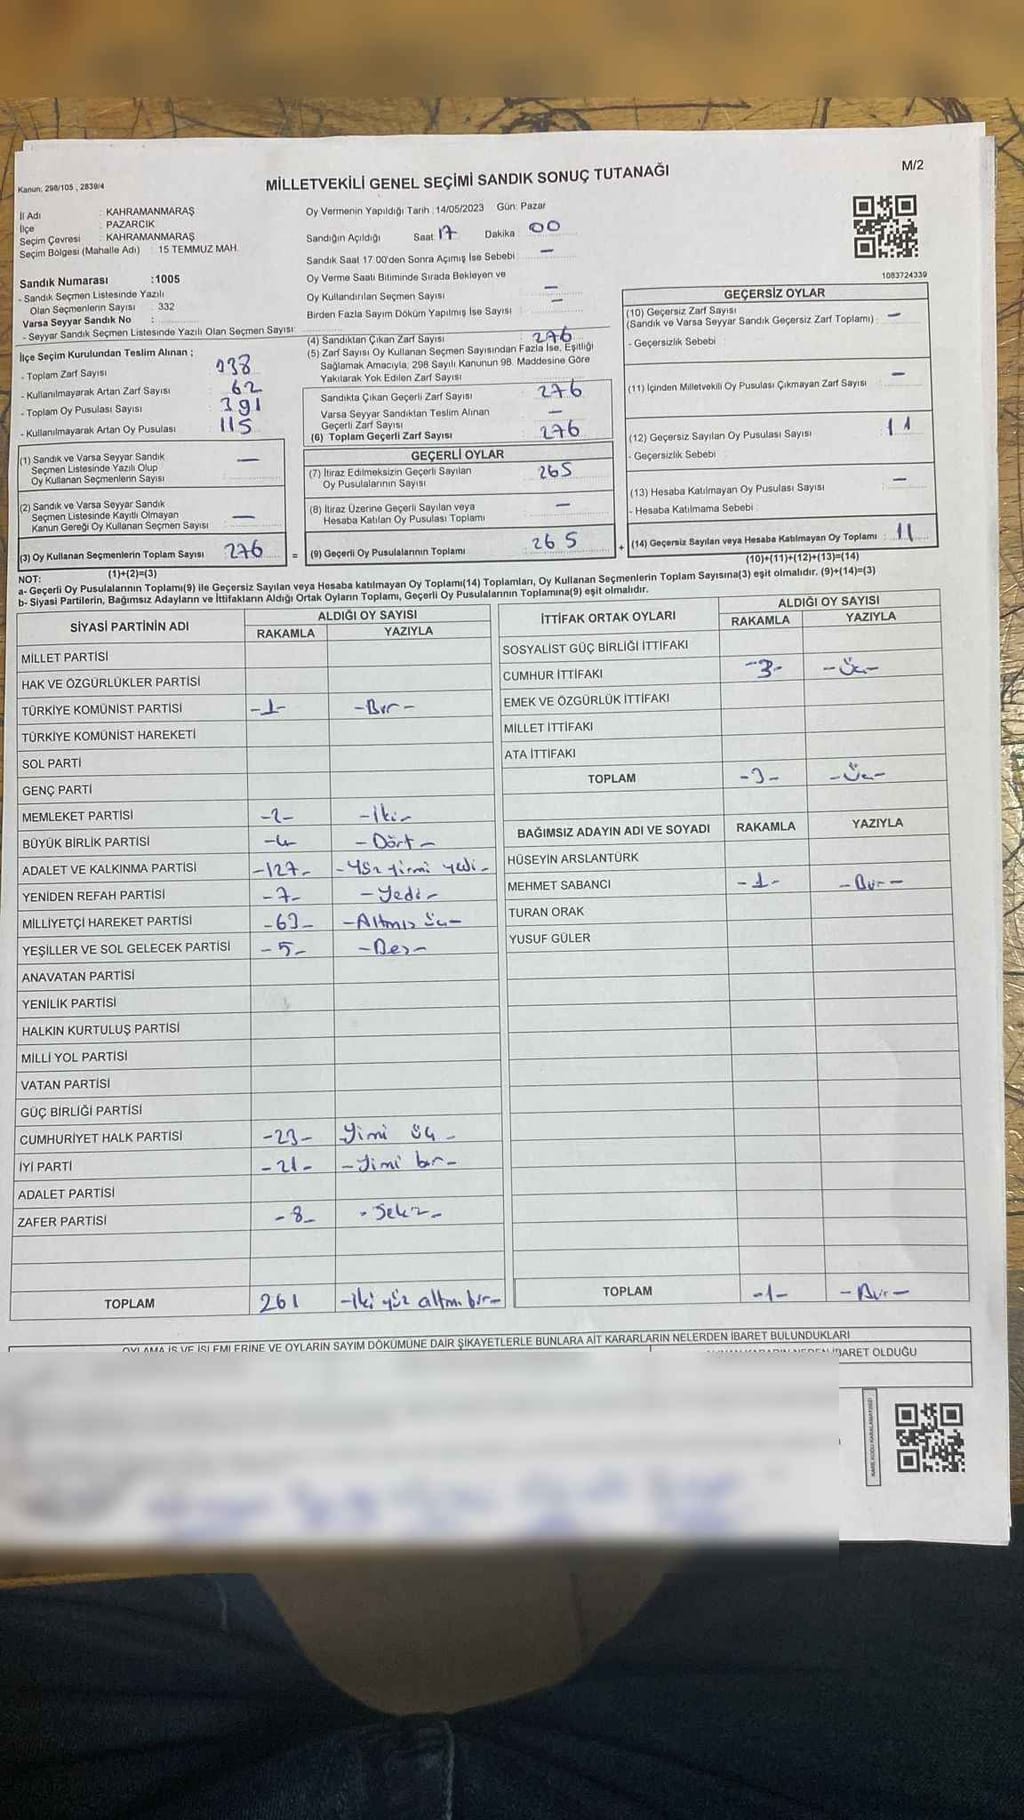 M/2
Kanun: 298/105 , 2839/4
MİLLETVEKİLİ GENEL SEÇİMİ SANDIK SONUÇ TUTANAĞI
İl Adı : KAHRAMANMARAŞ
İlçe : PAZARCIK
Seçim Çevresi : KAHRAMANMARAŞ
Seçim Bölgesi (Mahalle Adı) : 15 TEMMUZ MAH.
Sandık Numarası :1005
- Sandık Seçmen Listesinde Yazılı
Olan Seçmenlerin Sayısı : 332
Varsa Seyyar Sandık No :
- Seyyar Sandık Seçmen Listesinde Yazılı Olan Seçmen Sayısı:
Oy Vermenin Yapıldığı Tarih :14/05/2023 Gün: Pazar
Sandığın Açıldığı Saat 17 Dakika 00
Sandık Saat 17.00'den Sonra Açılmış İse Sebebi : —
Oy Verme Saati Bitiminde Sırada Bekleyen ve
Oy Kullandırılan Seçmen Sayısı : —
Birden Fazla Sayım Döküm Yapılmış İse Sayısı : —
1083724339
İlçe Seçim Kurulundan Teslim Alınan ;
- Toplam Zarf Sayısı : 338
- Kullanılmayarak Artan Zarf Sayısı : 62
- Toplam Oy Pusulası Sayısı : 391
- Kullanılmayarak Artan Oy Pusulası : 115
(4) Sandıktan Çıkan Zarf Sayısı : 276
(5) Zarf Sayısı Oy Kullanan Seçmen Sayısından Fazla İse, Eşitliği
Sağlamak Amacıyla, 298 Sayılı Kanunun 98. Maddesine Göre
Yakılarak Yok Edilen Zarf Sayısı
Sandıkta Çıkan Geçerli Zarf Sayısı : 276
Varsa Seyyar Sandıktan Teslim Alınan
Geçerli Zarf Sayısı : —
(6) Toplam Geçerli Zarf Sayısı : 276
GEÇERSİZ OYLAR
(10) Geçersiz Zarf Sayısı
(Sandık ve Varsa Seyyar Sandık Geçersiz Zarf Toplamı) : —
- Geçersizlik Sebebi
(11) İçinden Milletvekili Oy Pusulası Çıkmayan Zarf Sayısı —
(12) Geçersiz Sayılan Oy Pusulası Sayısı 11
- Geçersizlik Sebebi
(13) Hesaba Katılmayan Oy Pusulası Sayısı —
- Hesaba Katılmama Sebebi :
(14) Geçersiz Sayılan veya Hesaba Katılmayan Oy Toplamı : 11
(10)+(11)+(12)+(13)=(14)
(1) Sandık ve Varsa Seyyar Sandık
Seçmen Listesinde Yazılı Olup
Oy Kullanan Seçmenlerin Sayısı —
(2) Sandık ve Varsa Seyyar Sandık
Seçmen Listesinde Kayıtlı Olmayan
Kanun Gereği Oy Kullanan Seçmen Sayısı —
(3) Oy Kullanan Seçmenlerin Toplam Sayısı 276
(1)+(2)=(3)
GEÇERLİ OYLAR
(7) İtiraz Edilmeksizin Geçerli Sayılan
Oy Pusulalarının Sayısı : 265
(8) İtiraz Üzerine Geçerli Sayılan veya
Hesaba Katılan Oy Pusulası Toplamı : —
= (9) Geçerli Oy Pusulalarının Toplamı 265 +
NOT:
a- Geçerli Oy Pusulalarının Toplamı(9) ile Geçersiz Sayılan veya Hesaba katılmayan Oy Toplamı(14) Toplamları, Oy Kullanan Seçmenlerin Toplam Sayısına(3) eşit olmalıdır. (9)+(14)=(3)
b- Siyasi Partilerin, Bağımsız Adayların ve İttifakların Aldığı Ortak Oyların Toplamı, Geçerli Oy Pusulalarının Toplamına(9) eşit olmalıdır.
SİYASİ PARTİNİN ADI ALDIĞI OY SAYISI
RAKAMLA YAZIYLA
MİLLET PARTİSİ
HAK VE ÖZGÜRLÜKLER PARTİSİ
TÜRKİYE KOMÜNİST PARTİSİ -1- -Bir-
TÜRKİYE KOMÜNİST HAREKETİ
SOL PARTİ
GENÇ PARTİ
MEMLEKET PARTİSİ -2- -İki-
BÜYÜK BİRLİK PARTİSİ -4 -Dört-
ADALET VE KALKINMA PARTİSİ -127- -Yüz yirmi yedi-
YENİDEN REFAH PARTİSİ -7- -Yedi-
MİLLİYETÇİ HAREKET PARTİSİ -63- -Altmış üç-
YEŞİLLER VE SOL GELECEK PARTİSİ -5- -Beş-
ANAVATAN PARTİSİ
YENİLİK PARTİSİ
HALKIN KURTULUŞ PARTİSİ
MİLLİ YOL PARTİSİ
VATAN PARTİSİ
GÜÇ BİRLİĞİ PARTİSİ
CUMHURİYET HALK PARTİSİ -23- Yirmi üç-
İYİ PARTİ -21- -Yirmi bir-
ADALET PARTİSİ
ZAFER PARTİSİ -8- -Sekiz-
TOPLAM 261 -İki yüz altmı bir-
İTTİFAK ORTAK OYLARI ALDIĞI OY SAYISI
RAKAMLA YAZIYLA
SOSYALİST GÜÇ BİRLİĞİ İTTİFAKI
CUMHUR İTTİFAKI -3- -Üç-
EMEK VE ÖZGÜRLÜK İTTİFAKI
MİLLET İTTİFAKI
ATA İTTİFAKI
TOPLAM -3- -Üç-
BAĞIMSIZ ADAYIN ADI VE SOYADI RAKAMLA YAZIYLA
HÜSEYİN ARSLANTÜRK
MEHMET SABANCI -1- -Bir-
TURAN ORAK
YUSUF GÜLER
TOPLAM -1- -Bir-
OYLAMA İŞ VE İŞLEMLERİNE VE OYLARIN SAYIM DÖKÜMÜNE DAİR ŞİKAYETLERLE BUNLARA AİT KARARLARIN NELERDEN İBARET BULUNDUKLARI
İBARET OLDUĞU